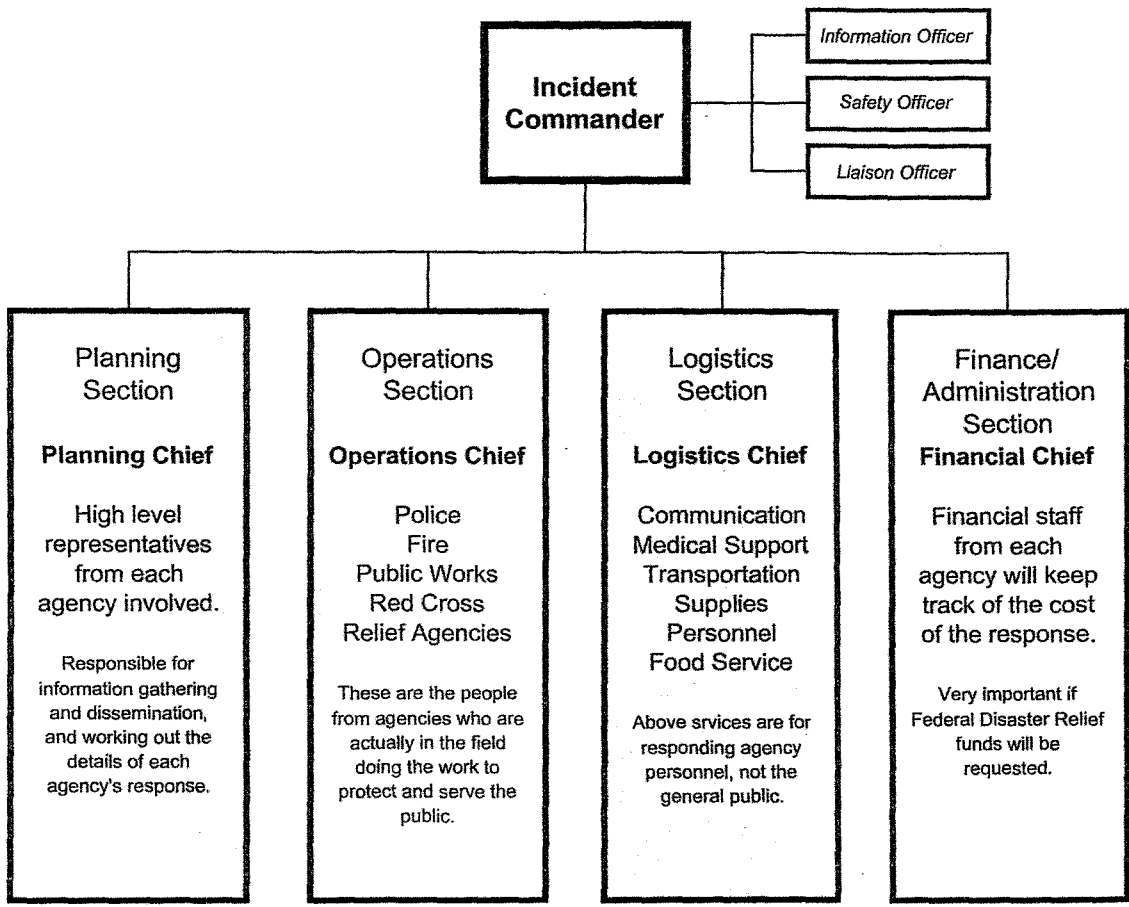 Incident
Commander
Information Officer
Safety Officer
Liaison Officer
Planning
Section
Planning Chief
High level
representatives
from each
agency involved.
Responsible for
information gathering
and dissemination,
and working out the
details of each
agency's response.
Operations
Section
Operations Chief
Police
Fire
Public Works
Red Cross
Relief Agencies
These are the people
from agencies who are
actually in the field
doing the work to
protect and serve the
public.
Logistics
Section
Logistics Chief
Communication
Medical Support
Transportation
Supplies
Personnel
Food Service
Above srvices are for
responding agency
personnel, not the
general public.
Finance/
Administration
Section
Financial Chief
Financial staff
from each
agency will keep
track of the cost
of the response.
Very important if
Federal Disaster Relief
funds will be
requested.